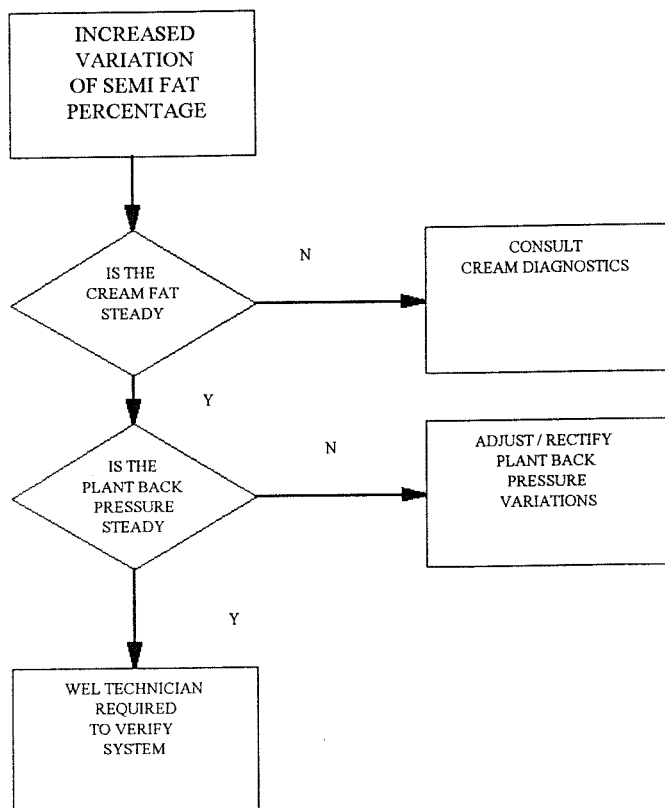 INCREASED
VARIATION
OF SEMI FAT
PERCENTAGE
IS THE
CREAM FAT
STEADY
N
CONSULT
CREAM DIAGNOSTICS
Y
IS THE
PLANT BACK
PRESSURE
STEADY
N
ADJUST / RECTIFY
PLANT BACK
PRESSURE
VARIATIONS
Y
WEL TECHNICIAN
REQUIRED
TO VERIFY
SYSTEM